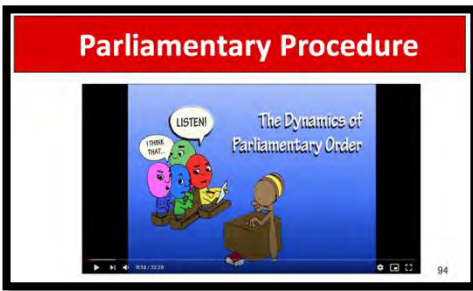 Parliamentary Procedure
LISTEN!
I THINK
THAT...
The Dynamics of
Parliamentary Order
94